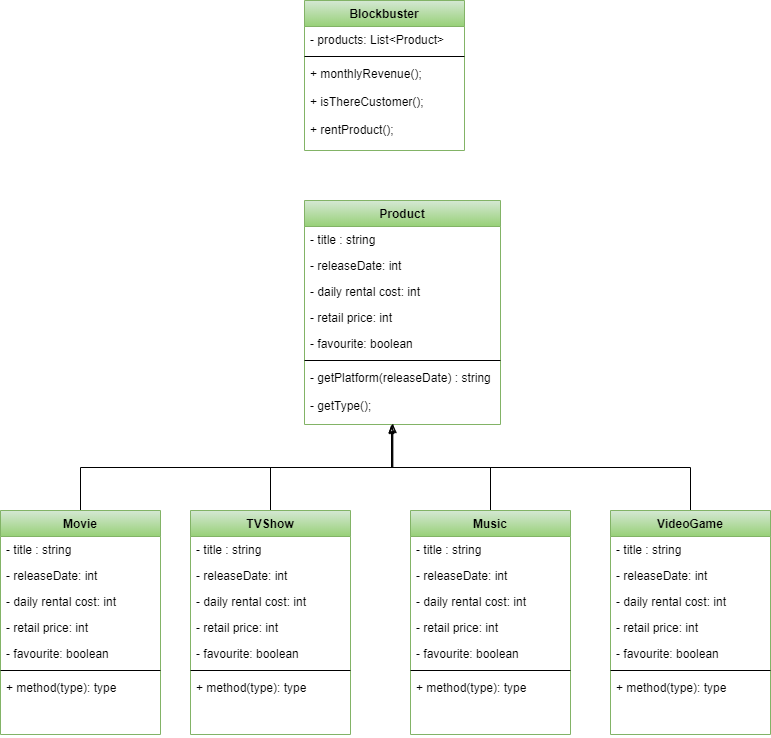 Blockbuster
- products: List<Product>
+ monthlyRevenue();
+ isThereCustomer();
+ rentProduct();
Product
- title : string
- releaseDate: int
- daily rental cost: int
- retail price: int
- favourite: boolean
- getPlatform(releaseDate) : string
- getType();
Movie
- title : string
- releaseDate: int
- daily rental cost: int
- retail price: int
- favourite: boolean
+ method(type): type
TVShow
- title : string
- releaseDate: int
- daily rental cost: int
- retail price: int
- favourite: boolean
+ method(type): type
Music
- title : string
- releaseDate: int
- daily rental cost: int
- retail price: int
- favourite: boolean
+ method(type): type
VideoGame
- title : string
- releaseDate: int
- daily rental cost: int
- retail price: int
- favourite: boolean
+ method(type): type